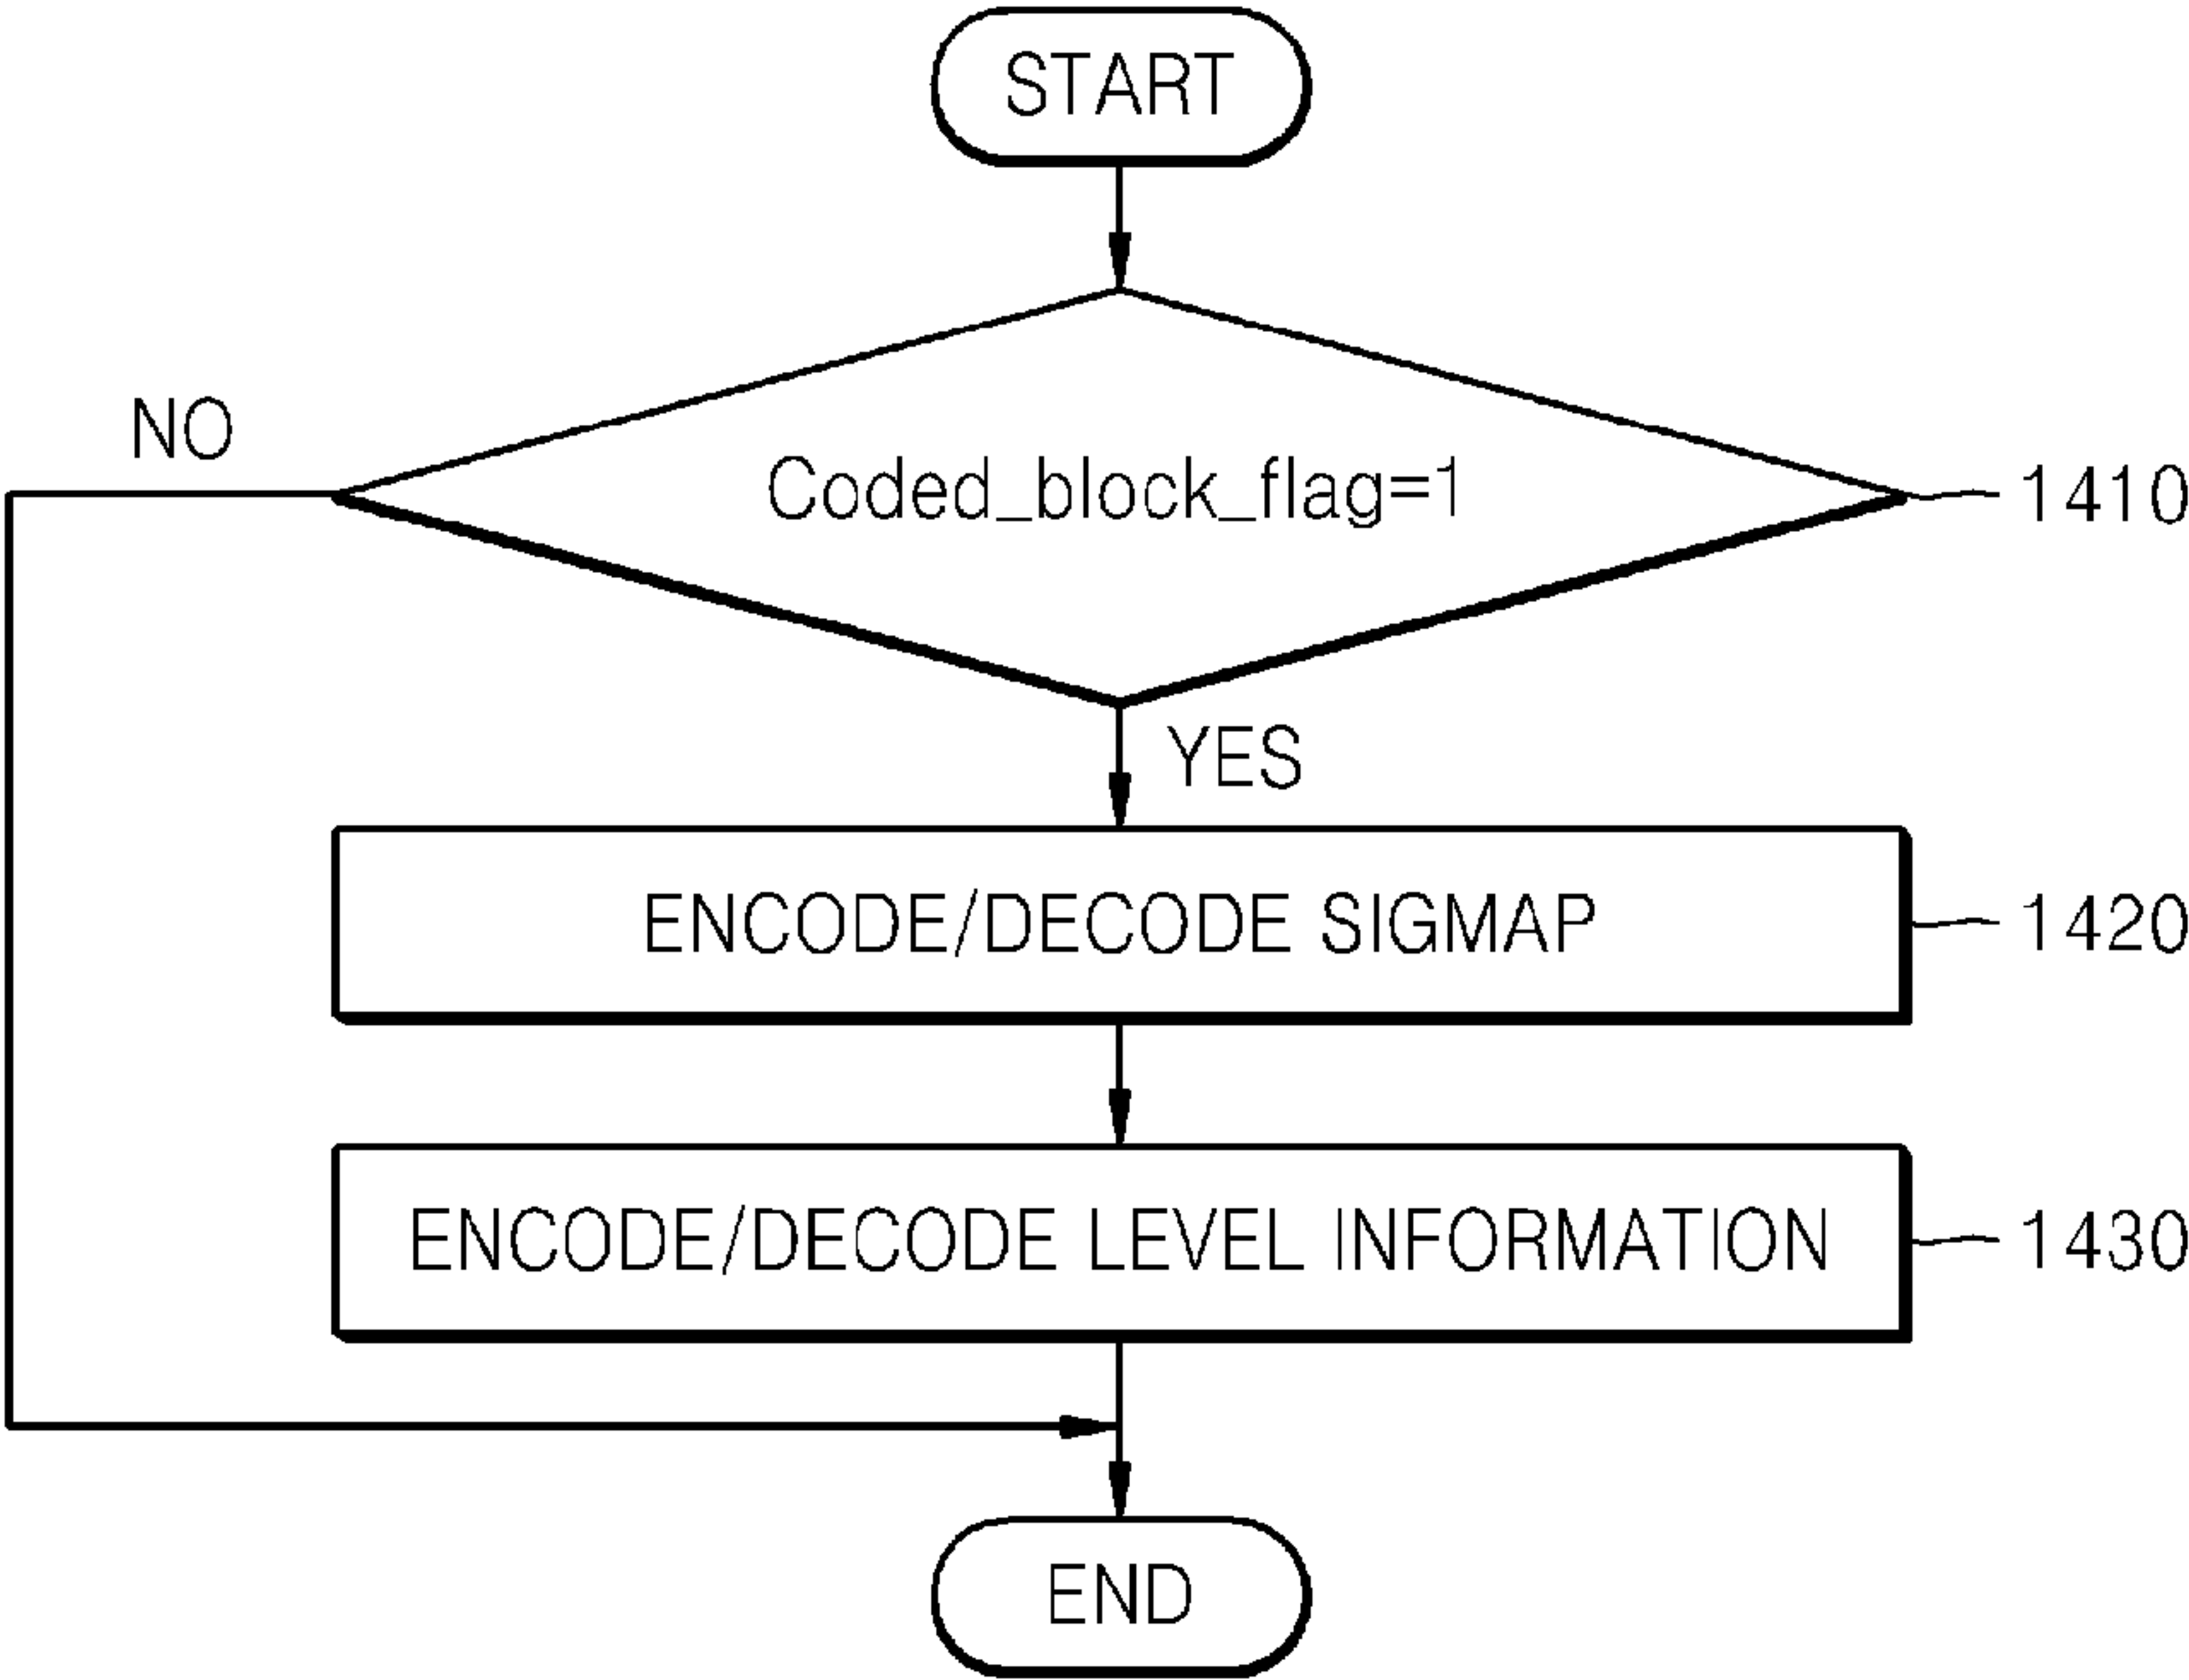 START
NO
Coded_block_flag=1
1410
YES
ENCODE/DECODE SIGMAP
1420
ENCODE/DECODE LEVEL INFORMATION
1430
END